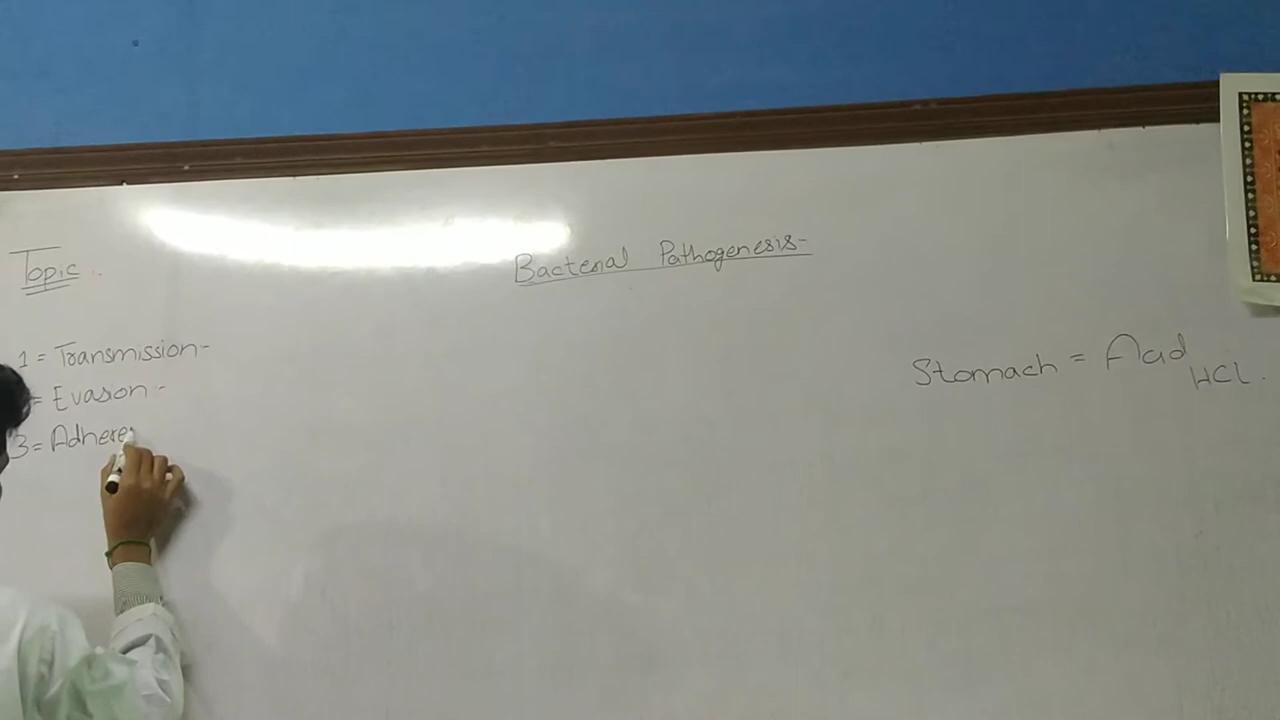 Topic
Bacterial Pathogenesis-
1 = Transmission-
= Evasion -
3 = Adhere
Stomach = Acid
HCL.